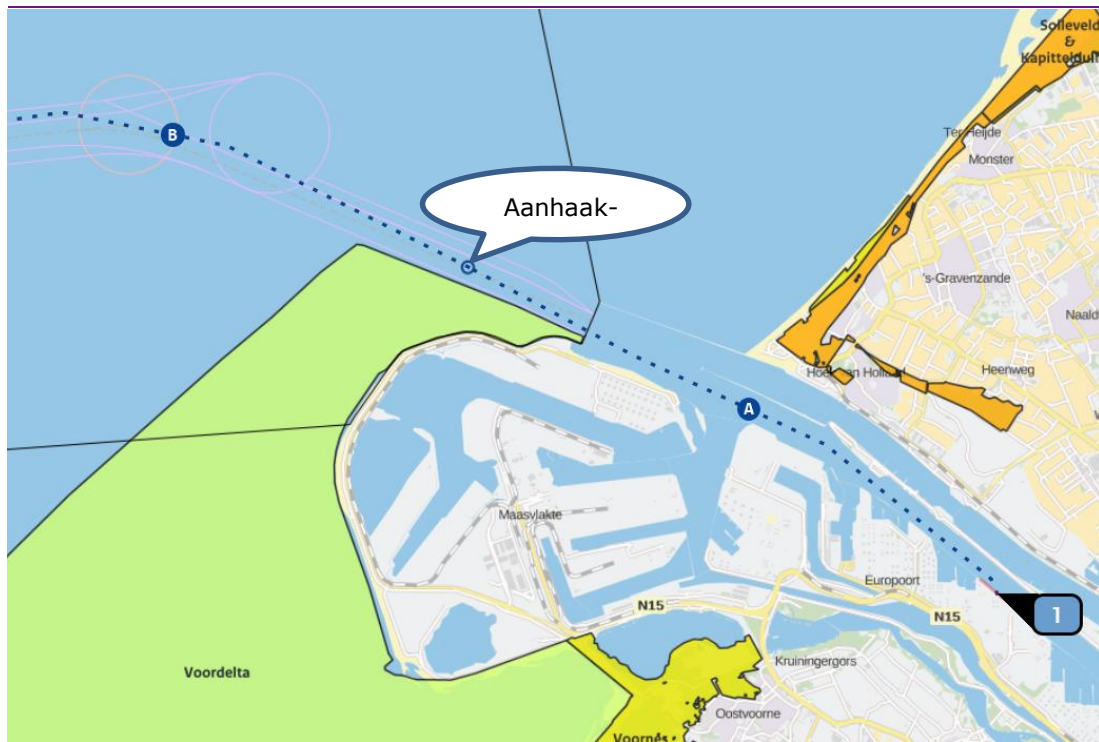 Solleveld
&
Kapittelduin
Ter Heijde
Monster
B
Aanhaak-
's-Gravenzande
Naald
Heenweg
A
Maasvlakte
Europoort
N15
N15
1
Kruiningergors
Voordelta
Oostvoorne
Voornes